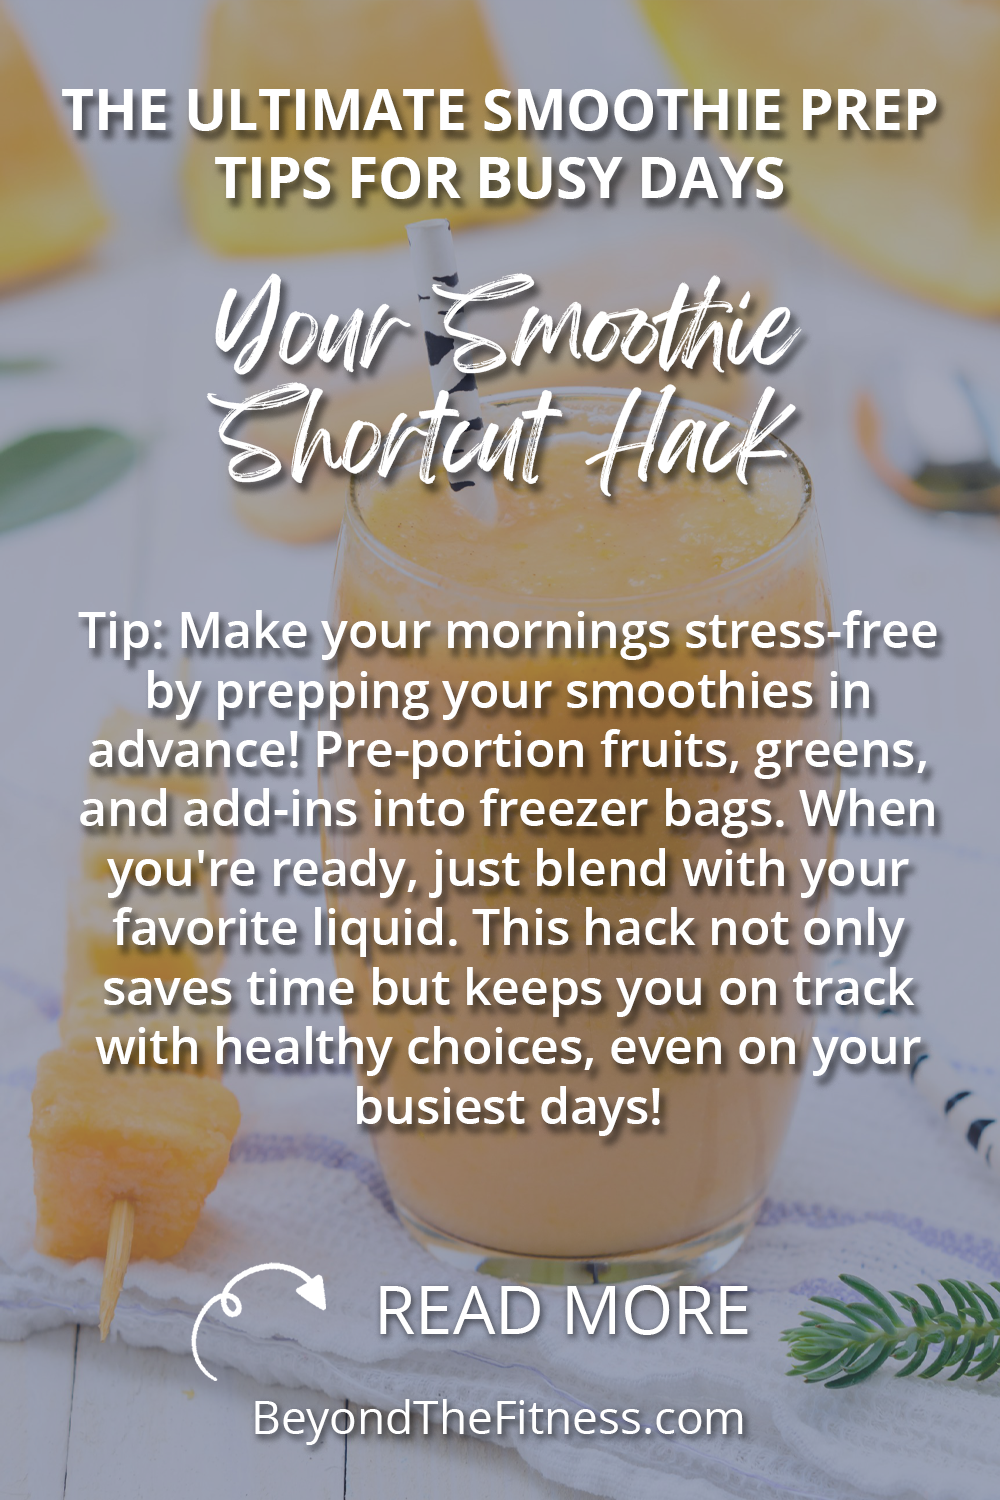 THE ULTIMATE SMOOTHIE PREP
TIPS FOR BUSY DAYS
Your Smoothie
Shortcut Hack
Tip: Make your mornings stress-free
by prepping your smoothies in
advance! Pre-portion fruits, greens,
and add-ins into freezer bags. When
you're ready, just blend with your
favorite liquid. This hack not only
saves time but keeps you on track
with healthy choices, even on your
busiest days!
READ MORE
BeyondTheFitness.com